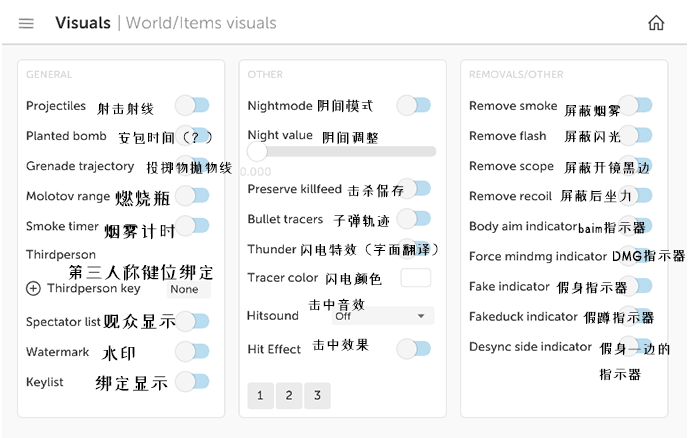 Visuals | World/Items visuals
GENERAL
Projectiles 射击射线
Planted bomb 安包时间（？）
Grenade trajectory 投掷物抛物线
Molotov range 燃烧瓶
Smoke timer 烟雾计时
Thirdperson
第三人称键位绑定
Thirdperson key None
Spectator list 观众显示
Watermark 水印
Keylist 绑定显示
OTHER
Nightmode 阴间模式
Night value 阴间调整
0.000
Preserve killfeed 击杀保存
Bullet tracers 子弹轨迹
Thunder 闪电特效（字面翻译）
Tracer color 闪电颜色
击中音效
Hitsound Off
Hit Effect 击中效果
1 2 3
REMOVALS/OTHER
Remove smoke 屏蔽烟雾
Remove flash 屏蔽闪光
Remove scope 屏蔽开镜黑边
Remove recoil 屏蔽后坐力
Body aim indicator baim指示器
Force mindmg indicator DMG指示器
Fake indicator 假身指示器
Fakeduck indicator 假蹲指示器
Desync side indicator 假身一边的
指示器